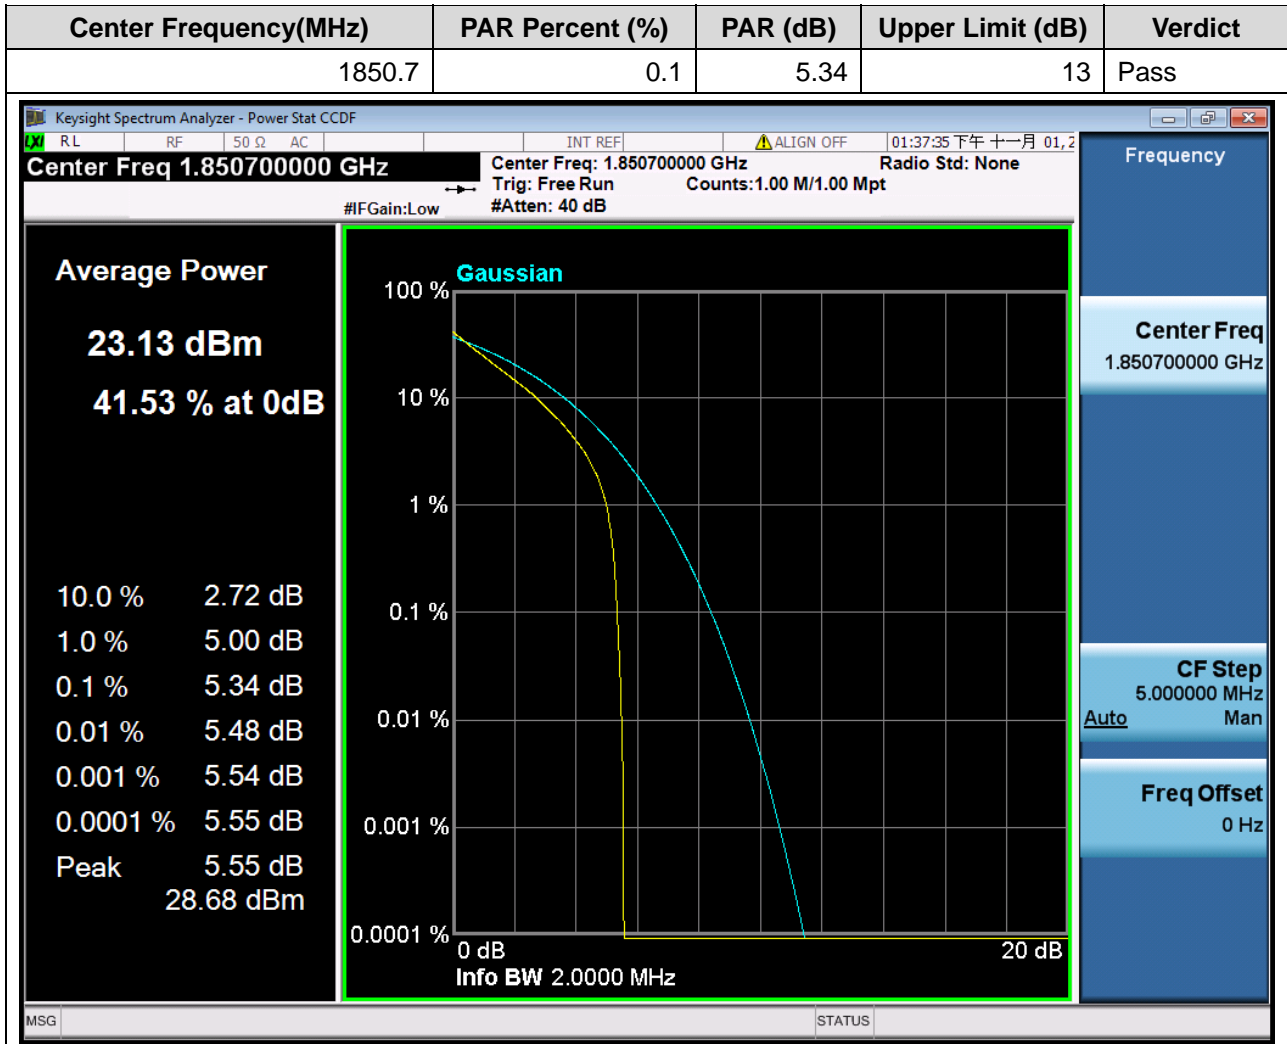 Center Frequency(MHz) PAR Percent (%) PAR (dB) Upper Limit (dB) Verdict
1850.7 0.1 5.34 13 Pass
Keysight Spectrum Analyzer - Power Stat CCDF
LXI RL RF 50 Ω AC INT REF ALIGN OFF 01:37:35 下午 十一月 01, 2
Center Freq 1.850700000 GHz
Center Freq: 1.850700000 GHz Radio Std: None
Trig: Free Run Counts:1.00 M/1.00 Mpt
#IFGain:Low #Atten: 40 dB
Frequency
Average Power
23.13 dBm
41.53 % at 0dB
10.0 % 2.72 dB
1.0 % 5.00 dB
0.1 % 5.34 dB
0.01 % 5.48 dB
0.001 % 5.54 dB
0.0001 % 5.55 dB
Peak 5.55 dB
28.68 dBm
Gaussian
100 %
10 %
1 %
0.1 %
0.01 %
0.001 %
0.0001 %
0 dB 20 dB
Info BW 2.0000 MHz
Center Freq
1.850700000 GHz
CF Step
5.000000 MHz
Auto Man
Freq Offset
0 Hz
MSG STATUS